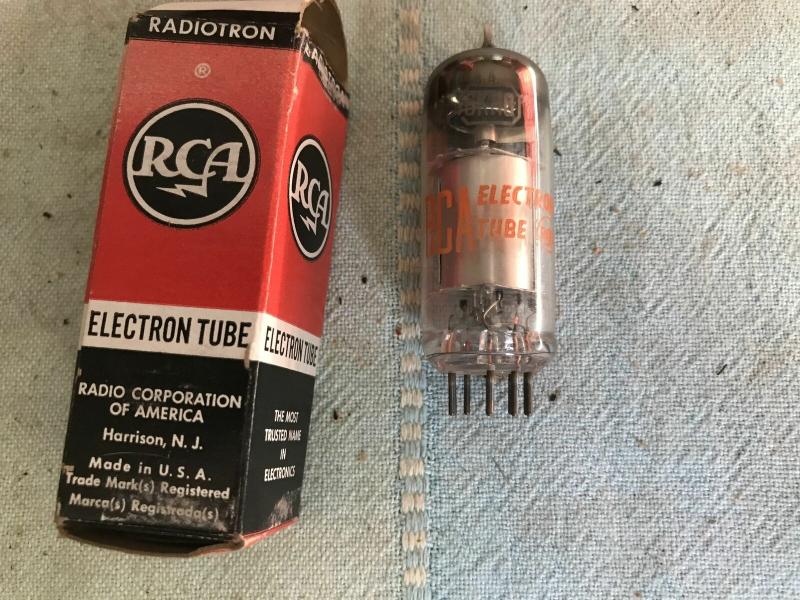 RADIOTRON
®
RCA
ELECTRON TUBE
RADIO CORPORATION
OF AMERICA
Harrison, N. J.
Made in U. S. A.
Trade Mark(s) Registered
Marca(s) Registrada(s)
RCA
ELECTRON TUBE
THE MOST
TRUSTED NAME
IN
ELECTRONICS
RCA
ELECTRON
TUBE